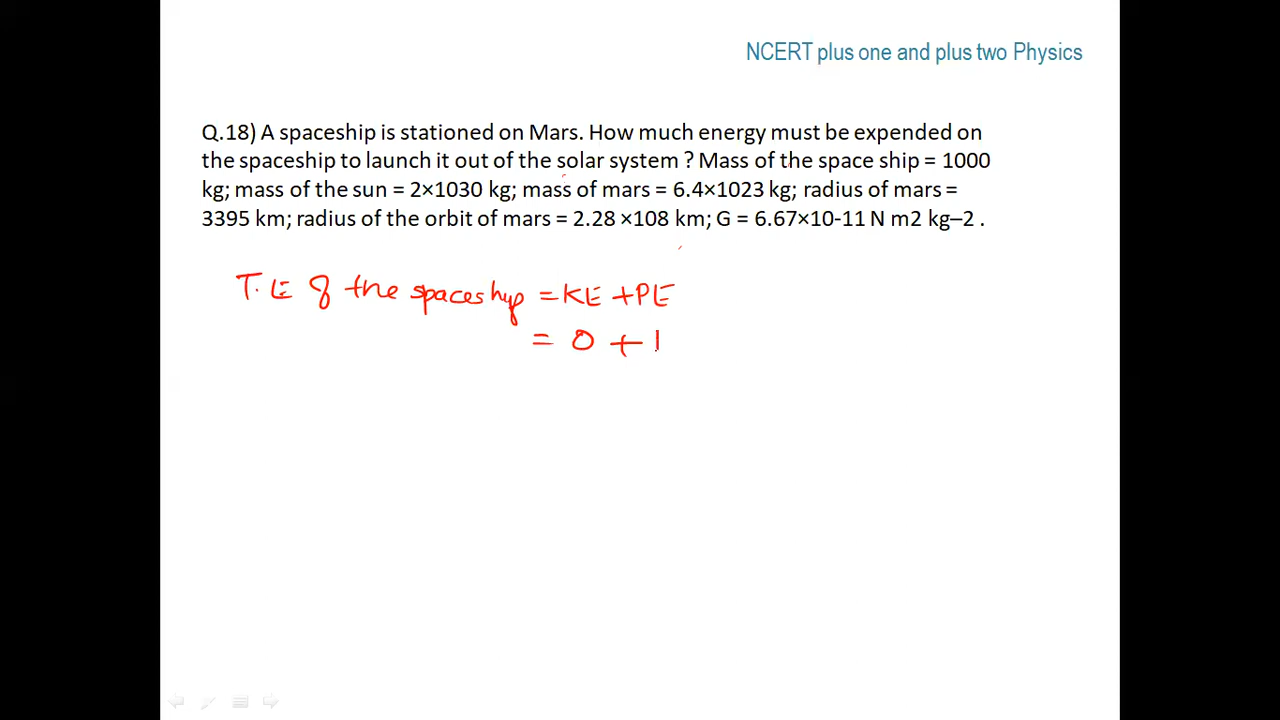 NCERT plus one and plus two Physics
Q.18) A spaceship is stationed on Mars. How much energy must be expended on
the spaceship to launch it out of the solar system ? Mass of the space ship = 1000
kg; mass of the sun = 2×1030 kg; mass of mars = 6.4×1023 kg; radius of mars =
3395 km; radius of the orbit of mars = 2.28 ×108 km; G = 6.67×10-11 N m2 kg–2 .
T.E of the spaceship = KE + PE
= 0 + 1